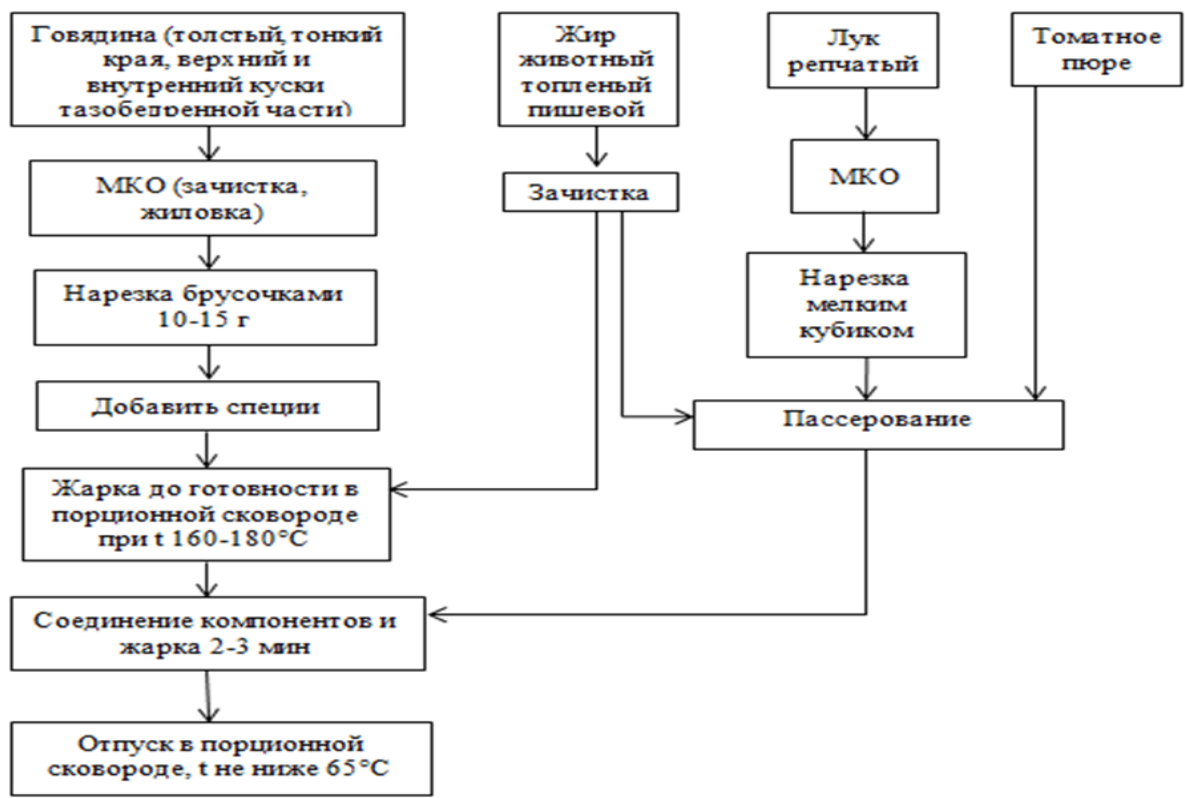 Говядина (толстый, тонкий
края, верхний и
внутренний куски
тазобедренной части)
МКО (зачистка,
жиловка)
Нарезка брусочками
10-15 г
Добавить специи
Жарка до готовности в
порционной сковороде
при t 160-180°С
Соединение компонентов и
жарка 2-3 мин
Отпуск в порционной
сковороде, t не ниже 65°С
Жир
животный
топленый
пишевой
Зачистка
Лук
репчатый
МКО
Нарезка
мелким
кубиком
Томатное
пюре
Пассерование